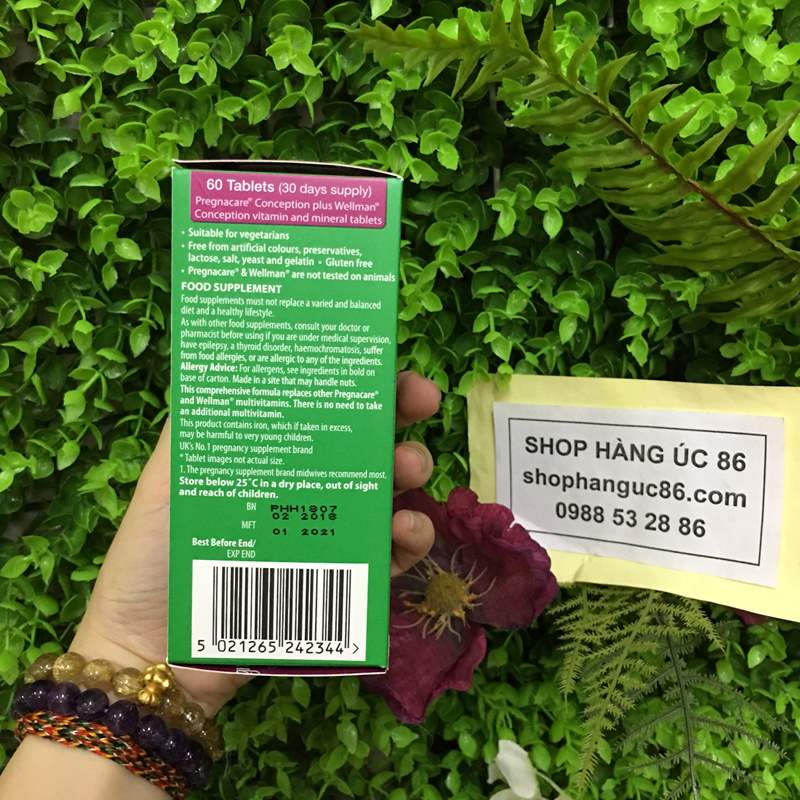 60 Tablets (30 days supply)
Pregnacare® Conception plus Wellman®
Conception vitamin and mineral tablets
• Suitable for vegetarians
• Free from artificial colours, preservatives,
lactose, salt, yeast and gelatin • Gluten free
• Pregnacare® & Wellman® are not tested on animals
FOOD SUPPLEMENT
Food supplements must not replace a varied and balanced
diet and a healthy lifestyle.
As with other food supplements, consult your doctor or
pharmacist before using if you are under medical supervision,
have epilepsy, a thyroid disorder, haemochromatosis, suffer
from food allergies, or are allergic to any of the ingredients.
Allergy Advice: For allergens, see ingredients in bold on
base of carton. Made in a site that may handle nuts.
This comprehensive formula replaces other Pregnacare®
and Wellman® multivitamins. There is no need to take
an additional multivitamin.
This product contains iron, which if taken in excess,
may be harmful to very young children.
UK's No.1 pregnancy supplement brand
* Tablet images not actual size.
1. The pregnancy supplement brand midwives recommend most.
Store below 25˚C in a dry place, out of sight
and reach of children.
BN PHH1807
MFT 02 2018
01 2021
Best Before End/
EXP END
5 021265 242344 >
SHOP HÀNG ÚC 86
shophanguc86.com
0988 53 28 86